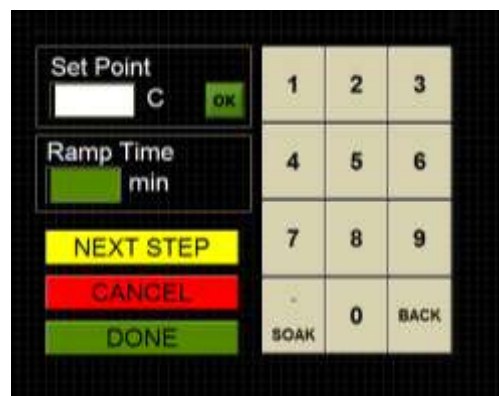 Set Point
C OK
Ramp Time
min
NEXT STEP
CANCEL
DONE
1 2 3
4 5 6
7 8 9
- SOAK 0 BACK